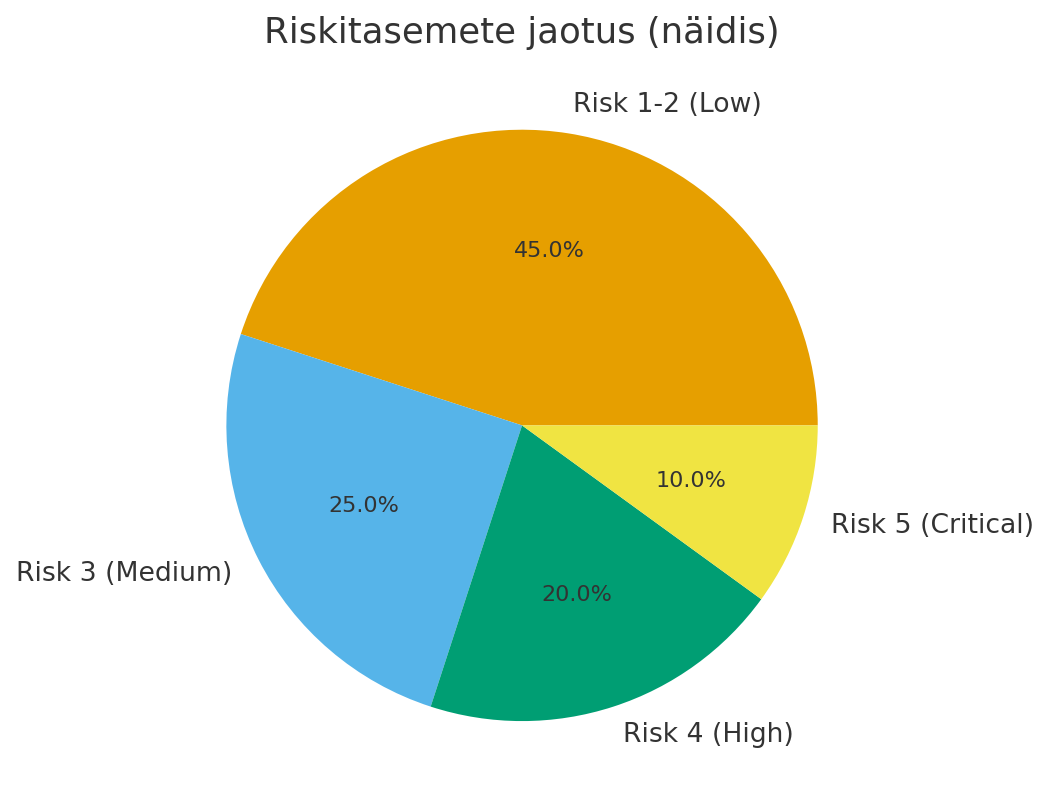 Riskitasemete jaotus (näidis)
Risk 1-2 (Low)
45.0%
10.0%
25.0%
Risk 5 (Critical)
Risk 3 (Medium)
20.0%
Risk 4 (High)